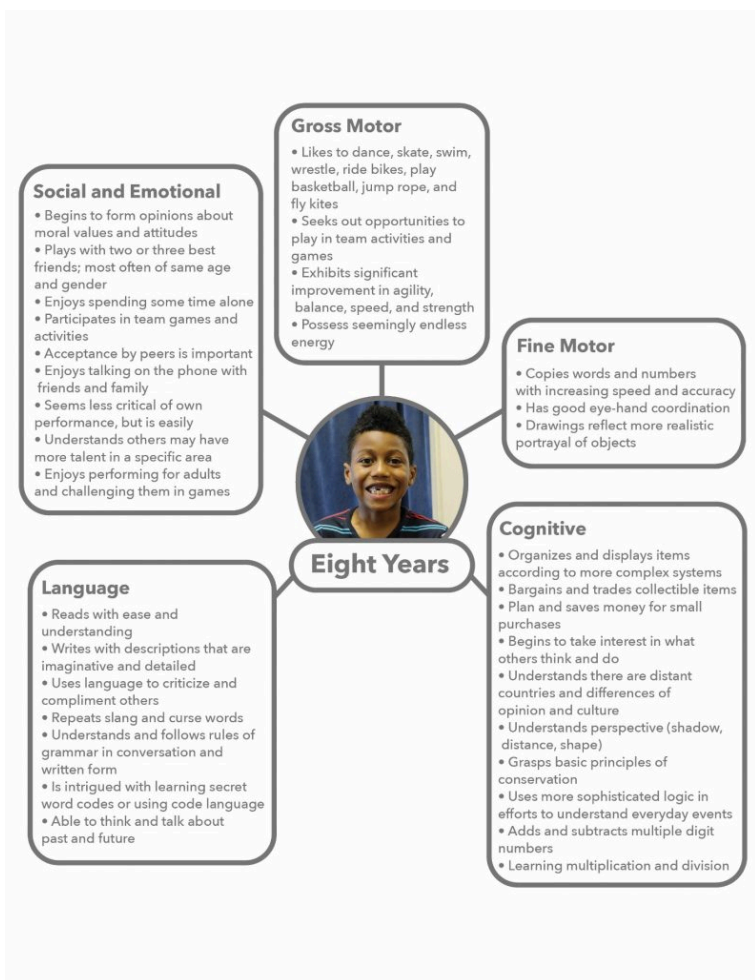 Gross Motor
• Likes to dance, skate, swim,
wrestle, ride bikes, play
basketball, jump rope, and
fly kites
• Seeks out opportunities to
play in team activities and
games
• Exhibits significant
improvement in agility,
balance, speed, and strength
• Possess seemingly endless
energy
Social and Emotional
• Begins to form opinions about
moral values and attitudes
• Plays with two or three best
friends; most often of same age
and gender
• Enjoys spending some time alone
• Participates in team games and
activities
• Acceptance by peers is important
• Enjoys talking on the phone with
friends and family
• Seems less critical of own
performance, but is easily
• Understands others may have
more talent in a specific area
• Enjoys performing for adults
and challenging them in games
Fine Motor
• Copies words and numbers
with increasing speed and accuracy
• Has good eye-hand coordination
• Drawings reflect more realistic
portrayal of objects
Eight Years
Language
• Reads with ease and
understanding
• Writes with descriptions that are
imaginative and detailed
• Uses language to criticize and
compliment others
• Repeats slang and curse words
• Understands and follows rules of
grammar in conversation and
written form
• Is intrigued with learning secret
word codes or using code language
• Able to think and talk about
past and future
Cognitive
• Organizes and displays items
according to more complex systems
• Bargains and trades collectible items
• Plan and saves money for small
purchases
• Begins to take interest in what
others think and do
• Understands there are distant
countries and differences of
opinion and culture
• Understands perspective (shadow,
distance, shape)
• Grasps basic principles of
conservation
• Uses more sophisticated logic in
efforts to understand everyday events
• Adds and subtracts multiple digit
numbers
• Learning multiplication and division